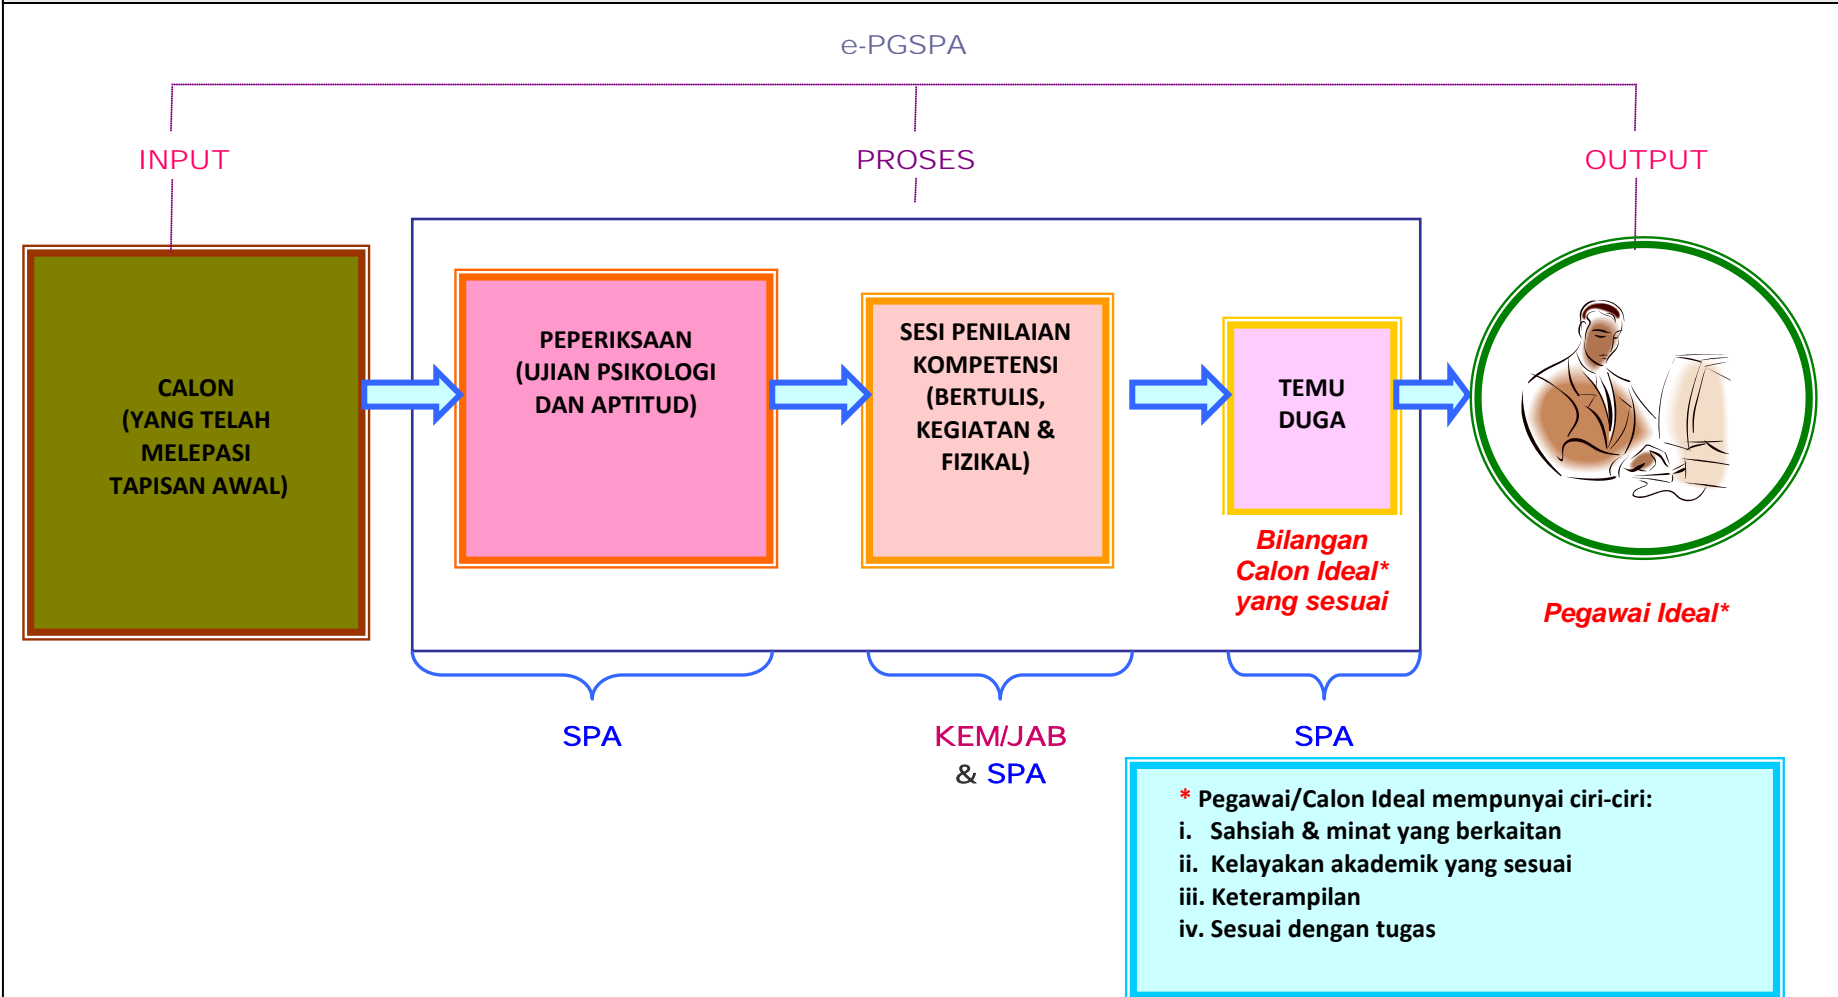 e-PGSPA
INPUT
PROSES
OUTPUT
CALON
(YANG TELAH
MELEPASI
TAPISAN AWAL)
PEPERIKSAAN
(UJIAN PSIKOLOGI
DAN APTITUD)
SESI PENILAIAN
KOMPETENSI
(BERTULIS,
KEGIATAN &
FIZIKAL)
TEMU
DUGA
Bilangan
Calon Ideal*
yang sesuai
Pegawai Ideal*
SPA
KEM/JAB
& SPA
SPA
* Pegawai/Calon Ideal mempunyai ciri-ciri:
i. Sahsiah & minat yang berkaitan
ii. Kelayakan akademik yang sesuai
iii. Keterampilan
iv. Sesuai dengan tugas